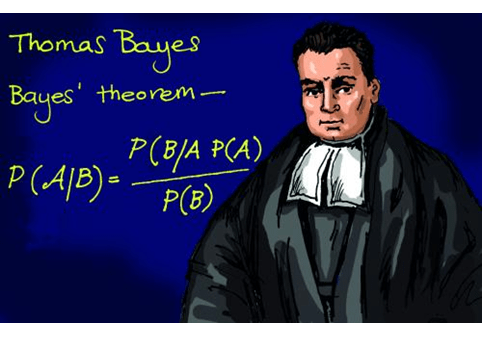 Thomas Bayes
Bayes' theorem —
P(A|B) = P(B/A P(A) / P(B)